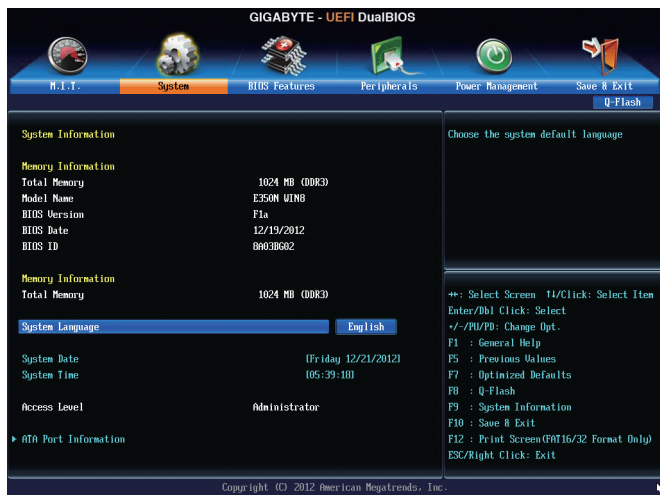 GIGABYTE - UEFI DualBIOS
M.I.T. System BIOS Features Peripherals Power Management Save & Exit
Q-Flash
System Information
Memory Information
Total Memory 1024 MB (DDR3)
Model Name E350N WIN8
BIOS Version F1a
BIOS Date 12/19/2012
BIOS ID 8A03BG02
Memory Information
Total Memory 1024 MB (DDR3)
System Language English
System Date [Friday 12/21/2012]
System Time [05:39:18]
Access Level Administrator
ATA Port Information
Choose the system default language
→←: Select Screen ↑↓/Click: Select Item
Enter/Dbl Click: Select
+/-/PU/PD: Change Opt.
F1 : General Help
F5 : Previous Values
F7 : Optimized Defaults
F8 : Q-Flash
F9 : System Information
F10 : Save & Exit
F12 : Print Screen(FAT16/32 Format Only)
ESC/Right Click: Exit
Copyright (C) 2012 American Megatrends, Inc.